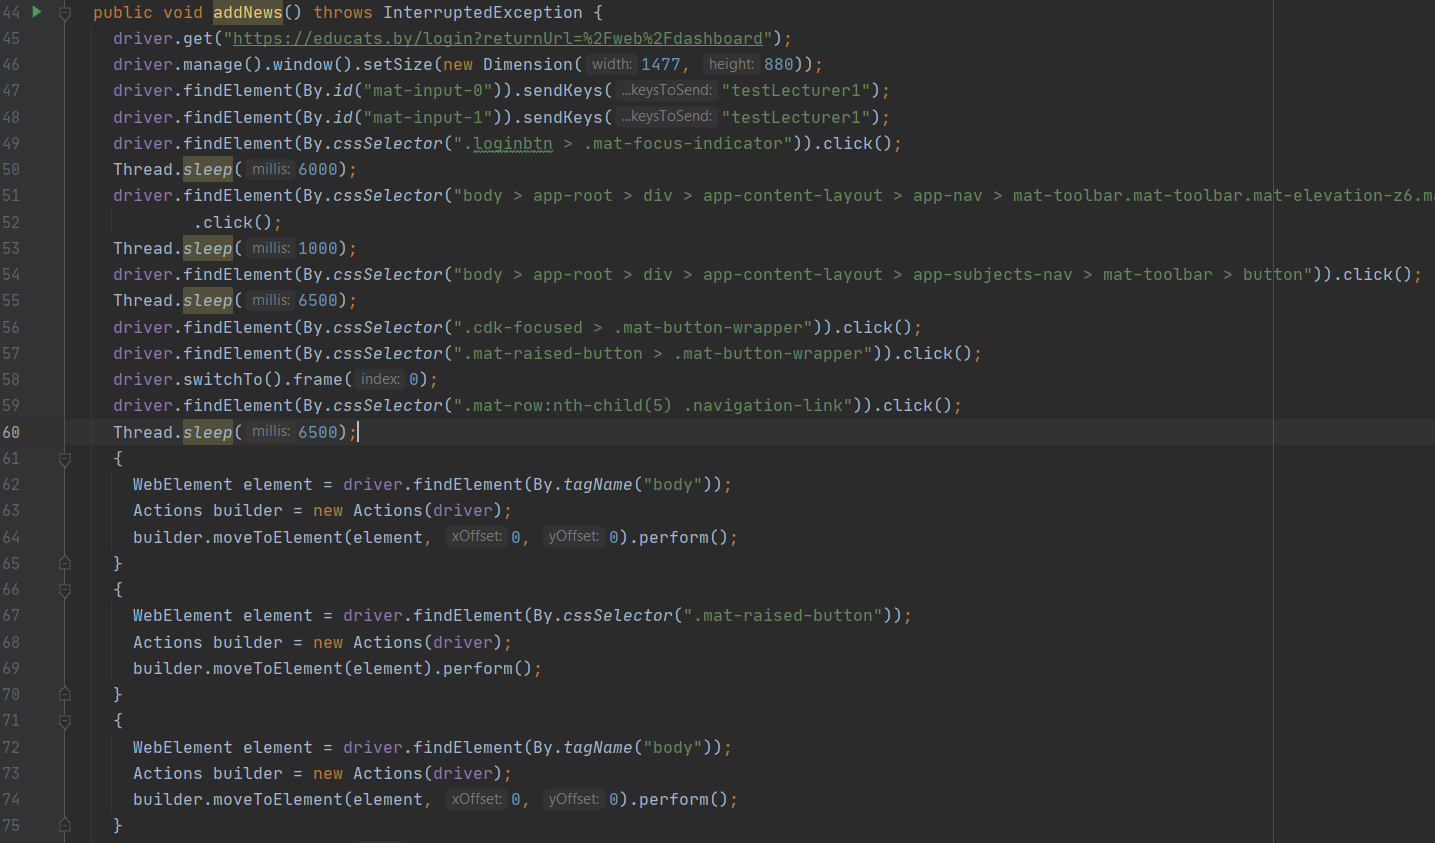 44 public void addNews() throws InterruptedException {
45 driver.get("https://educats.by/login?returnUrl=%2Fweb%2Fdashboard");
46 driver.manage().window().setSize(new Dimension( width: 1477, height: 880));
47 driver.findElement(By.id("mat-input-0")).sendKeys( ...keysToSend: "testLecturer1");
48 driver.findElement(By.id("mat-input-1")).sendKeys( ...keysToSend: "testLecturer1");
49 driver.findElement(By.cssSelector(".loginbtn > .mat-focus-indicator")).click();
50 Thread.sleep( millis: 6000);
51 driver.findElement(By.cssSelector("body > app-root > div > app-content-layout > app-nav > mat-toolbar.mat-toolbar.mat-elevation-z6.ma
52 .click();
53 Thread.sleep( millis: 1000);
54 driver.findElement(By.cssSelector("body > app-root > div > app-content-layout > app-subjects-nav > mat-toolbar > button")).click();
55 Thread.sleep( millis: 6500);
56 driver.findElement(By.cssSelector(".cdk-focused > .mat-button-wrapper")).click();
57 driver.findElement(By.cssSelector(".mat-raised-button > .mat-button-wrapper")).click();
58 driver.switchTo().frame( index: 0);
59 driver.findElement(By.cssSelector(".mat-row:nth-child(5) .navigation-link")).click();
60 Thread.sleep( millis: 6500);
61 {
62 WebElement element = driver.findElement(By.tagName("body"));
63 Actions builder = new Actions(driver);
64 builder.moveToElement(element, xOffset: 0, yOffset: 0).perform();
65 }
66 {
67 WebElement element = driver.findElement(By.cssSelector(".mat-raised-button"));
68 Actions builder = new Actions(driver);
69 builder.moveToElement(element).perform();
70 }
71 {
72 WebElement element = driver.findElement(By.tagName("body"));
73 Actions builder = new Actions(driver);
74 builder.moveToElement(element, xOffset: 0, yOffset: 0).perform();
75 }